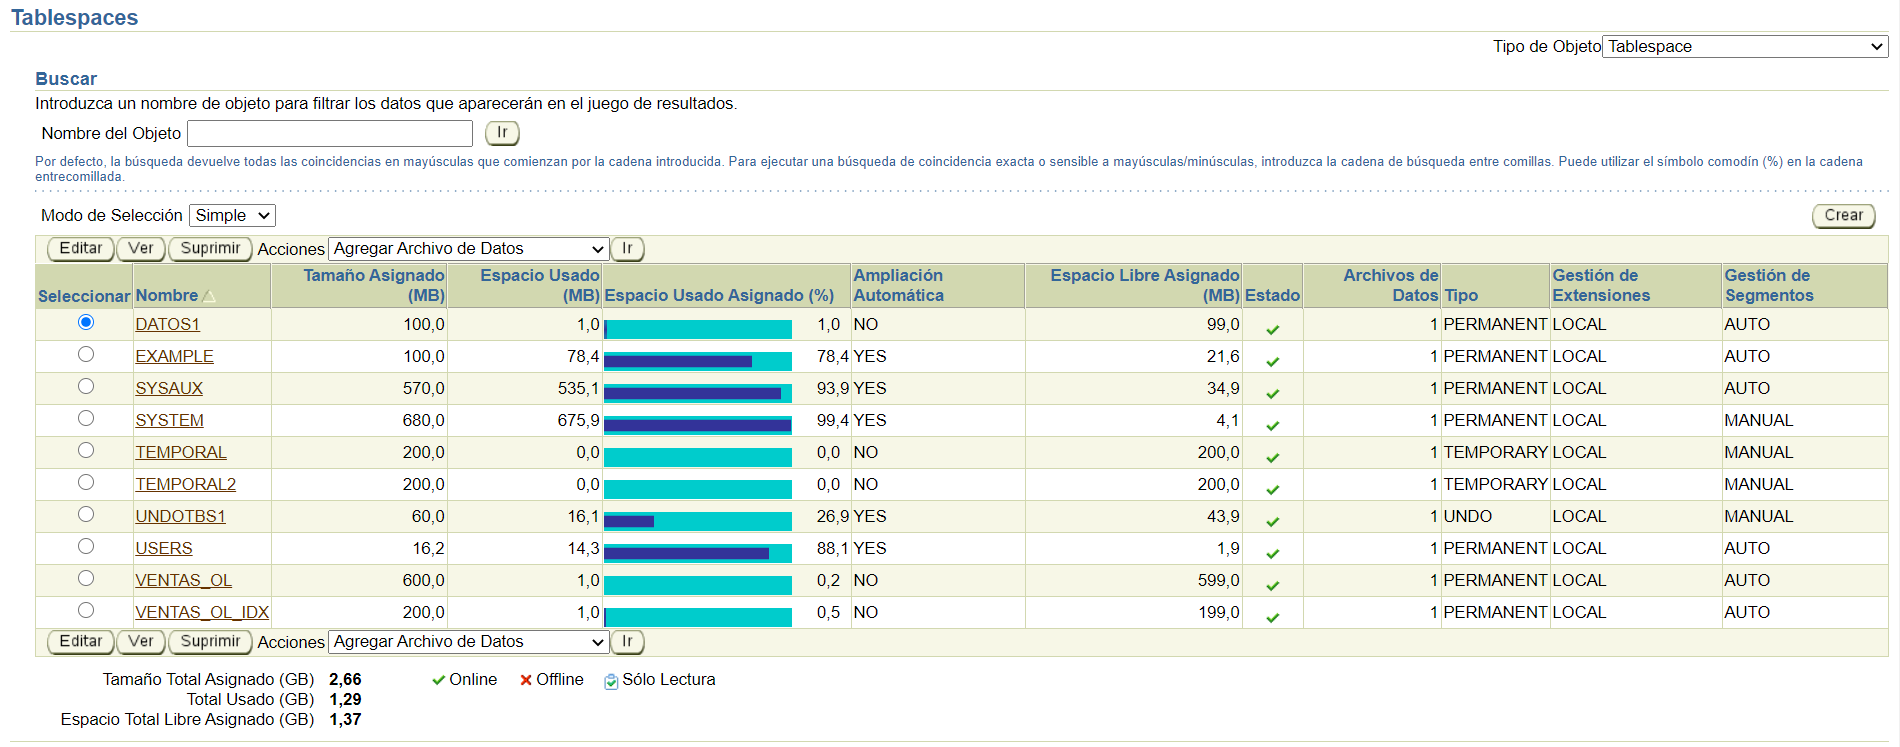 Tablespaces
Tipo de Objeto Tablespace
Buscar
Introduzca un nombre de objeto para filtrar los datos que aparecerán en el juego de resultados.
Nombre del Objeto Ir
Por defecto, la búsqueda devuelve todas las coincidencias en mayúsculas que comienzan por la cadena introducida. Para ejecutar una búsqueda de coincidencia exacta o sensible a mayúsculas/minúsculas, introduzca la cadena de búsqueda entre comillas. Puede utilizar el símbolo comodín (%) en la cadena
entrecomillada.
Modo de Selección Simple Crear
Editar Ver Suprimir Acciones Agregar Archivo de Datos Ir
Seleccionar Nombre Tamaño Asignado (MB) Espacio Usado (MB) Espacio Usado Asignado (%) Ampliación Automática Espacio Libre Asignado (MB) Estado Archivos de Datos Tipo Gestión de Extensiones Gestión de Segmentos
DATOS1 100,0 1,0 1,0 NO 99,0 1 PERMANENT LOCAL AUTO
EXAMPLE 100,0 78,4 78,4 YES 21,6 1 PERMANENT LOCAL AUTO
SYSAUX 570,0 535,1 93,9 YES 34,9 1 PERMANENT LOCAL AUTO
SYSTEM 680,0 675,9 99,4 YES 4,1 1 PERMANENT LOCAL MANUAL
TEMPORAL 200,0 0,0 0,0 NO 200,0 1 TEMPORARY LOCAL MANUAL
TEMPORAL2 200,0 0,0 0,0 NO 200,0 1 TEMPORARY LOCAL MANUAL
UNDOTBS1 60,0 16,1 26,9 YES 43,9 1 UNDO LOCAL MANUAL
USERS 16,2 14,3 88,1 YES 1,9 1 PERMANENT LOCAL AUTO
VENTAS_OL 600,0 1,0 0,2 NO 599,0 1 PERMANENT LOCAL AUTO
VENTAS_OL_IDX 200,0 1,0 0,5 NO 199,0 1 PERMANENT LOCAL AUTO
Editar Ver Suprimir Acciones Agregar Archivo de Datos Ir
Tamaño Total Asignado (GB) 2,66 Online Offline Sólo Lectura
Total Usado (GB) 1,29
Espacio Total Libre Asignado (GB) 1,37